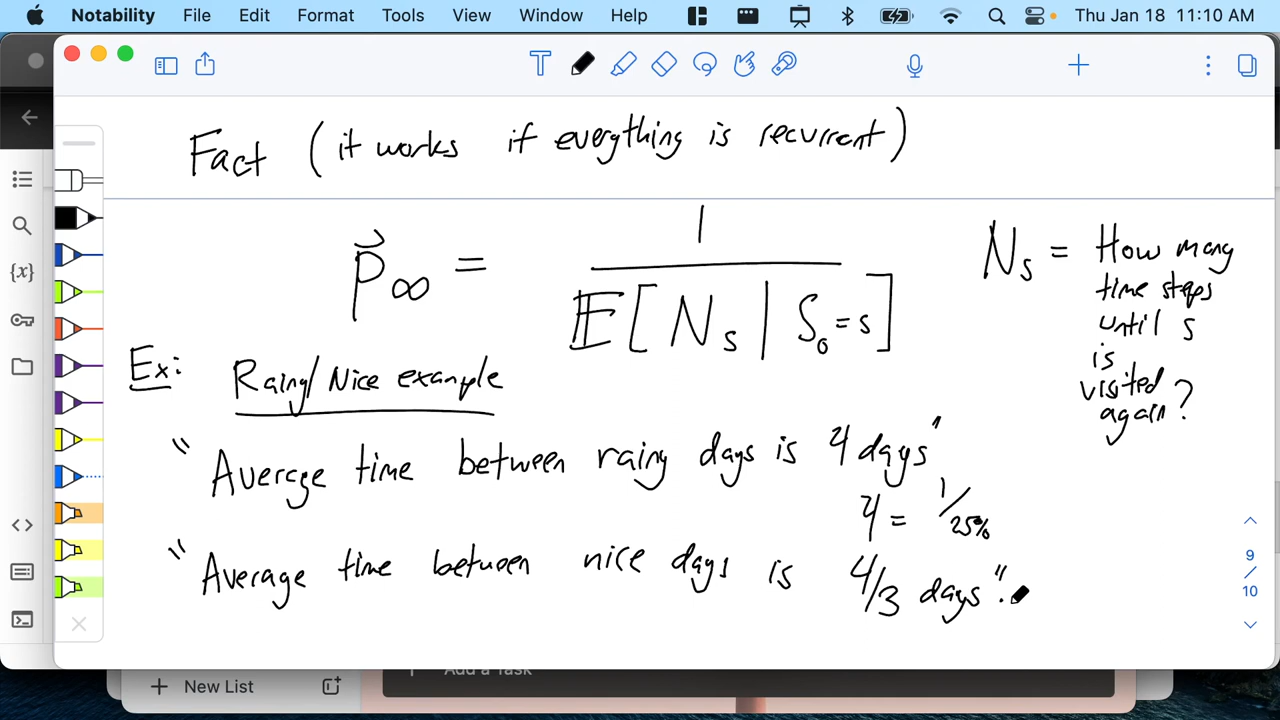 Notability File Edit Format Tools View Window Help Thu Jan 18 11:10 AM
Fact (it works if everything is recurrent)
p⃗∞ = 1 / 𝔼[Ns | S0 = s]
Ns = How many
time steps
until s
is
visited
again?
Ex: Rainy/Nice example
"Average time between rainy days is 4 days"
4 = 1/25%
"Average time between nice days is 4/3 days".
9
/
10
New List